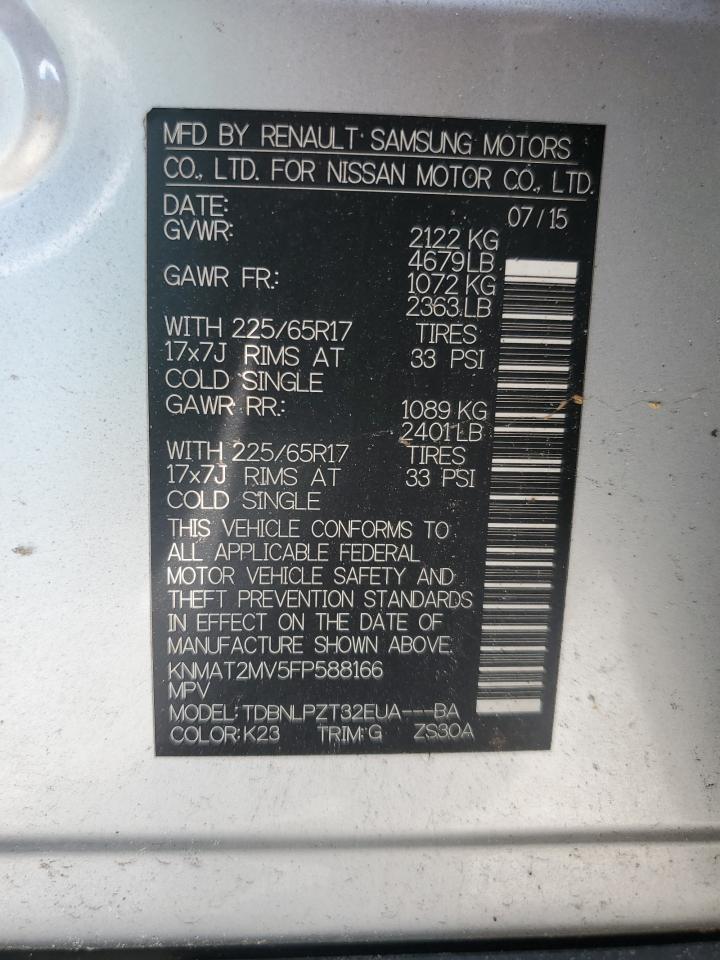 MFD BY RENAULT SAMSUNG MOTORS
CO., LTD. FOR NISSAN MOTOR CO., LTD.
DATE: 07/15
GVWR: 2122 KG
4679LB
GAWR FR: 1072 KG
2363 LB
WITH 225/65R17 TIRES
17x7J RIMS AT 33 PSI
COLD SINGLE
GAWR RR: 1089 KG
2401 LB
WITH 225/65R17 TIRES
17x7J RIMS AT 33 PSI
COLD SINGLE
THIS VEHICLE CONFORMS TO
ALL APPLICABLE FEDERAL
MOTOR VEHICLE SAFETY AND
THEFT PREVENTION STANDARDS
IN EFFECT ON THE DATE OF
MANUFACTURE SHOWN ABOVE.
KNMAT2MV5FP588166
MPV
MODEL: TDBNLPZT32EUA---BA
COLOR: K23 TRIM: G ZS30A